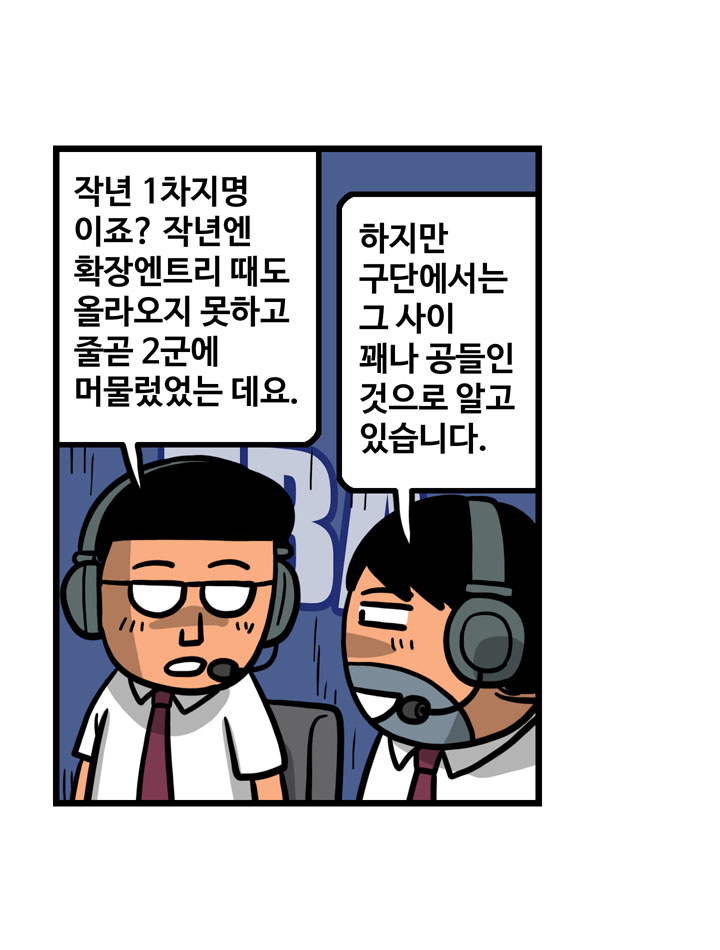 작년 1차지명
이죠? 작년엔
확장엔트리 때도
올라오지 못하고
줄곧 2군에
머물렀었는 데요.
하지만
구단에서는
그 사이
꽤나 공들인
것으로 알고
있습니다.